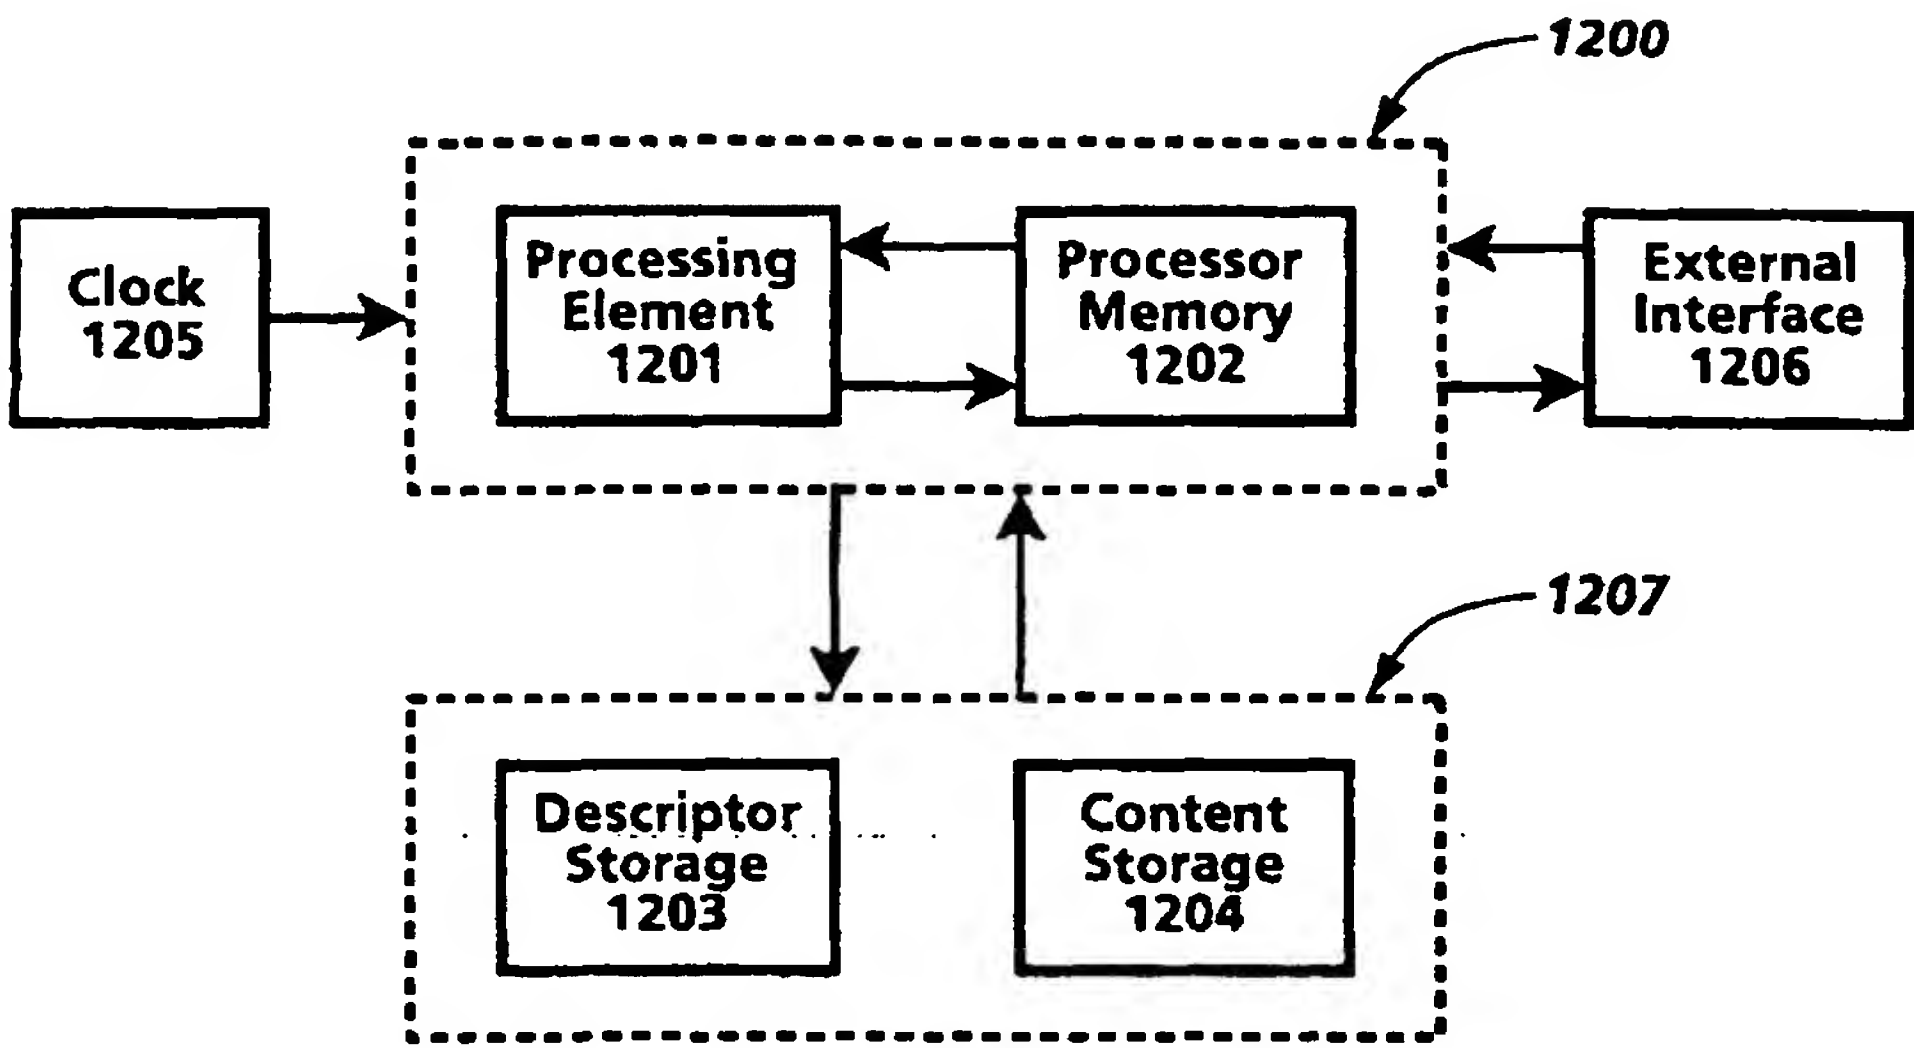 1200
Clock
1205
Processing
Element
1201
Processor
Memory
1202
External
Interface
1206
1207
Descriptor
Storage
1203
Content
Storage
1204